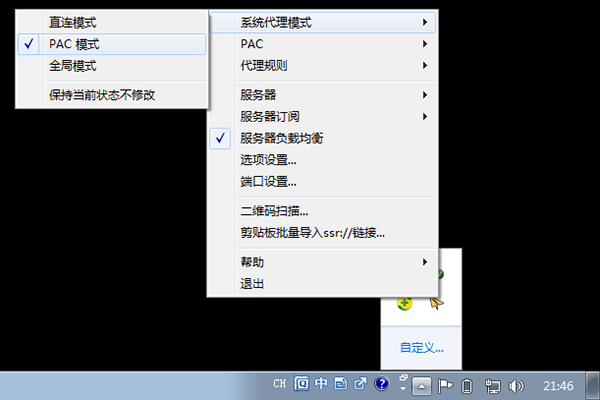 直连模式
PAC 模式
全局模式
保持当前状态不修改
系统代理模式
PAC
代理规则
服务器
服务器订阅
服务器负载均衡
选项设置...
端口设置...
二维码扫描...
剪贴板批量导入ssr://链接...
帮助
退出
自定义...
CH 中
21:46